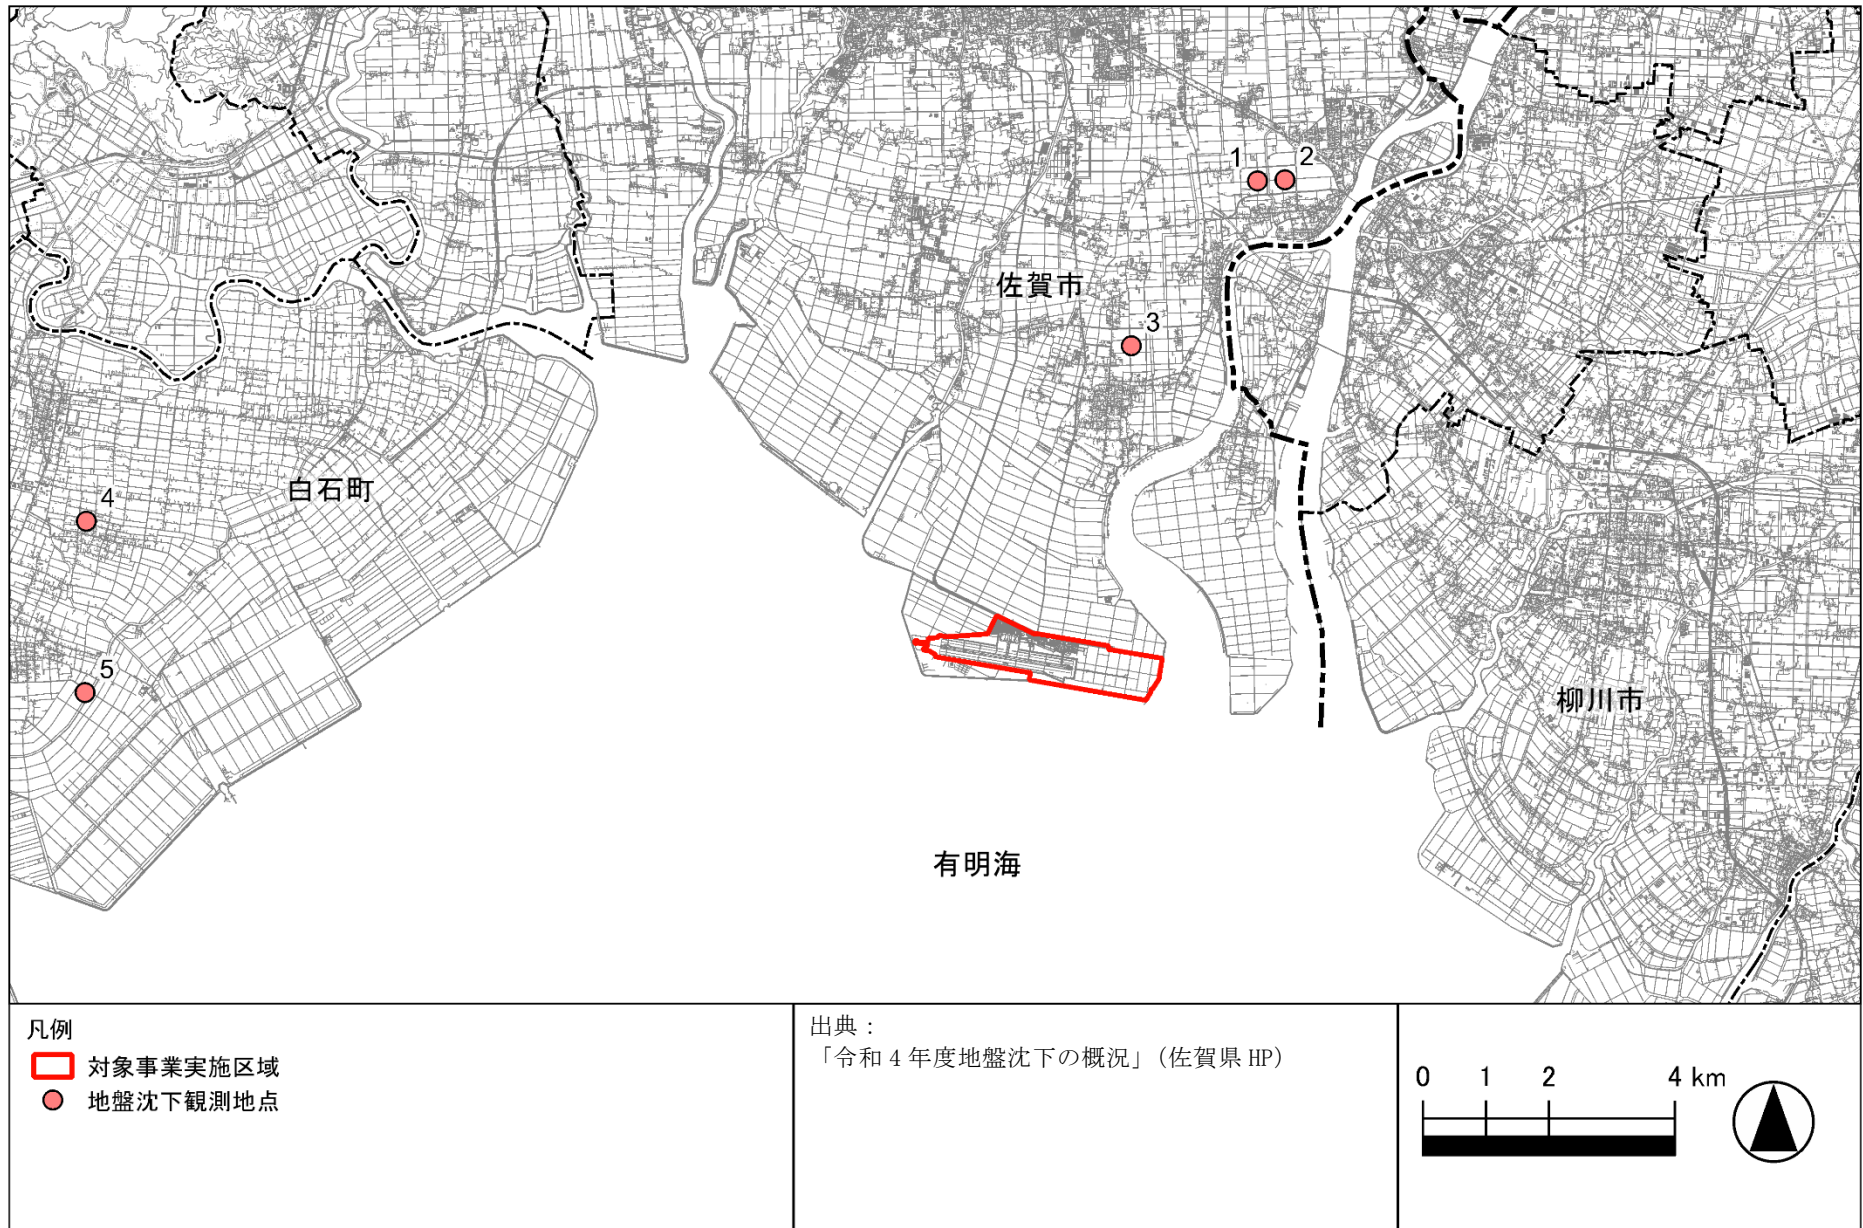 1
2
佐賀市
3
4
白石町
5
柳川市
有明海
凡例
対象事業実施区域
地盤沈下観測地点
出典：
「令和 4 年度地盤沈下の概況」（佐賀県 HP）
0 1 2 4 km